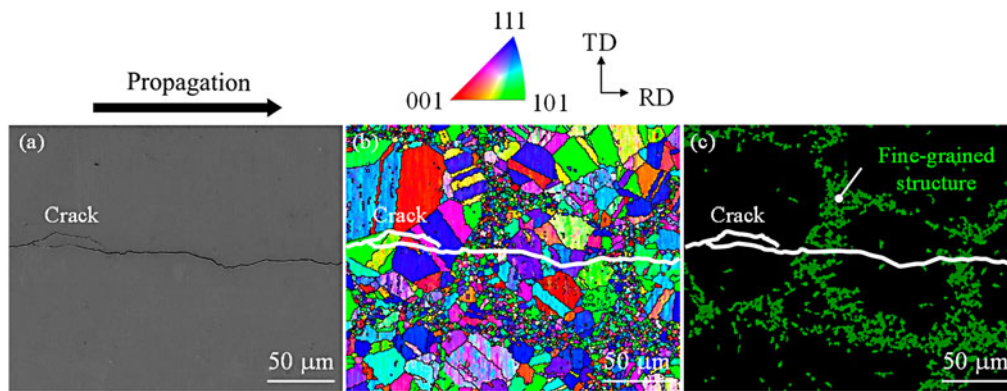 111
TD
Propagation
001
101
RD
(a)
(b)
(c)
Fine-grained
structure
Crack
Crack
Crack
50 μm
50 μm
50 μm